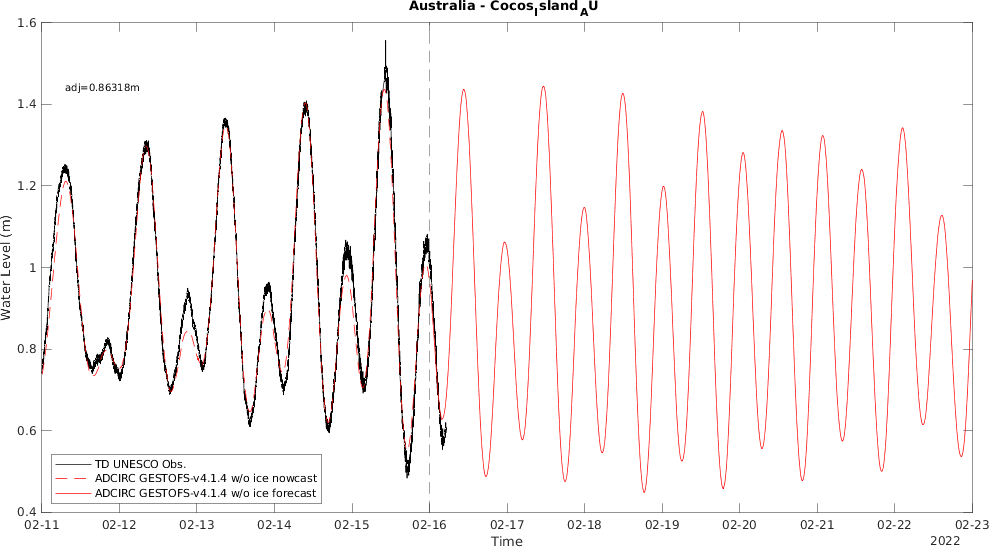 Australia - Cocos_Island_AU
1.6
adj=0.86318m
1.4
1.2
1
0.8
0.6
0.4
Water Level (m)
TD UNESCO Obs.
ADCIRC GESTOFS-v4.1.4 w/o ice nowcast
ADCIRC GESTOFS-v4.1.4 w/o ice forecast
02-11 02-12 02-13 02-14 02-15 02-16 02-17 02-18 02-19 02-20 02-21 02-22 02-23
Time
2022